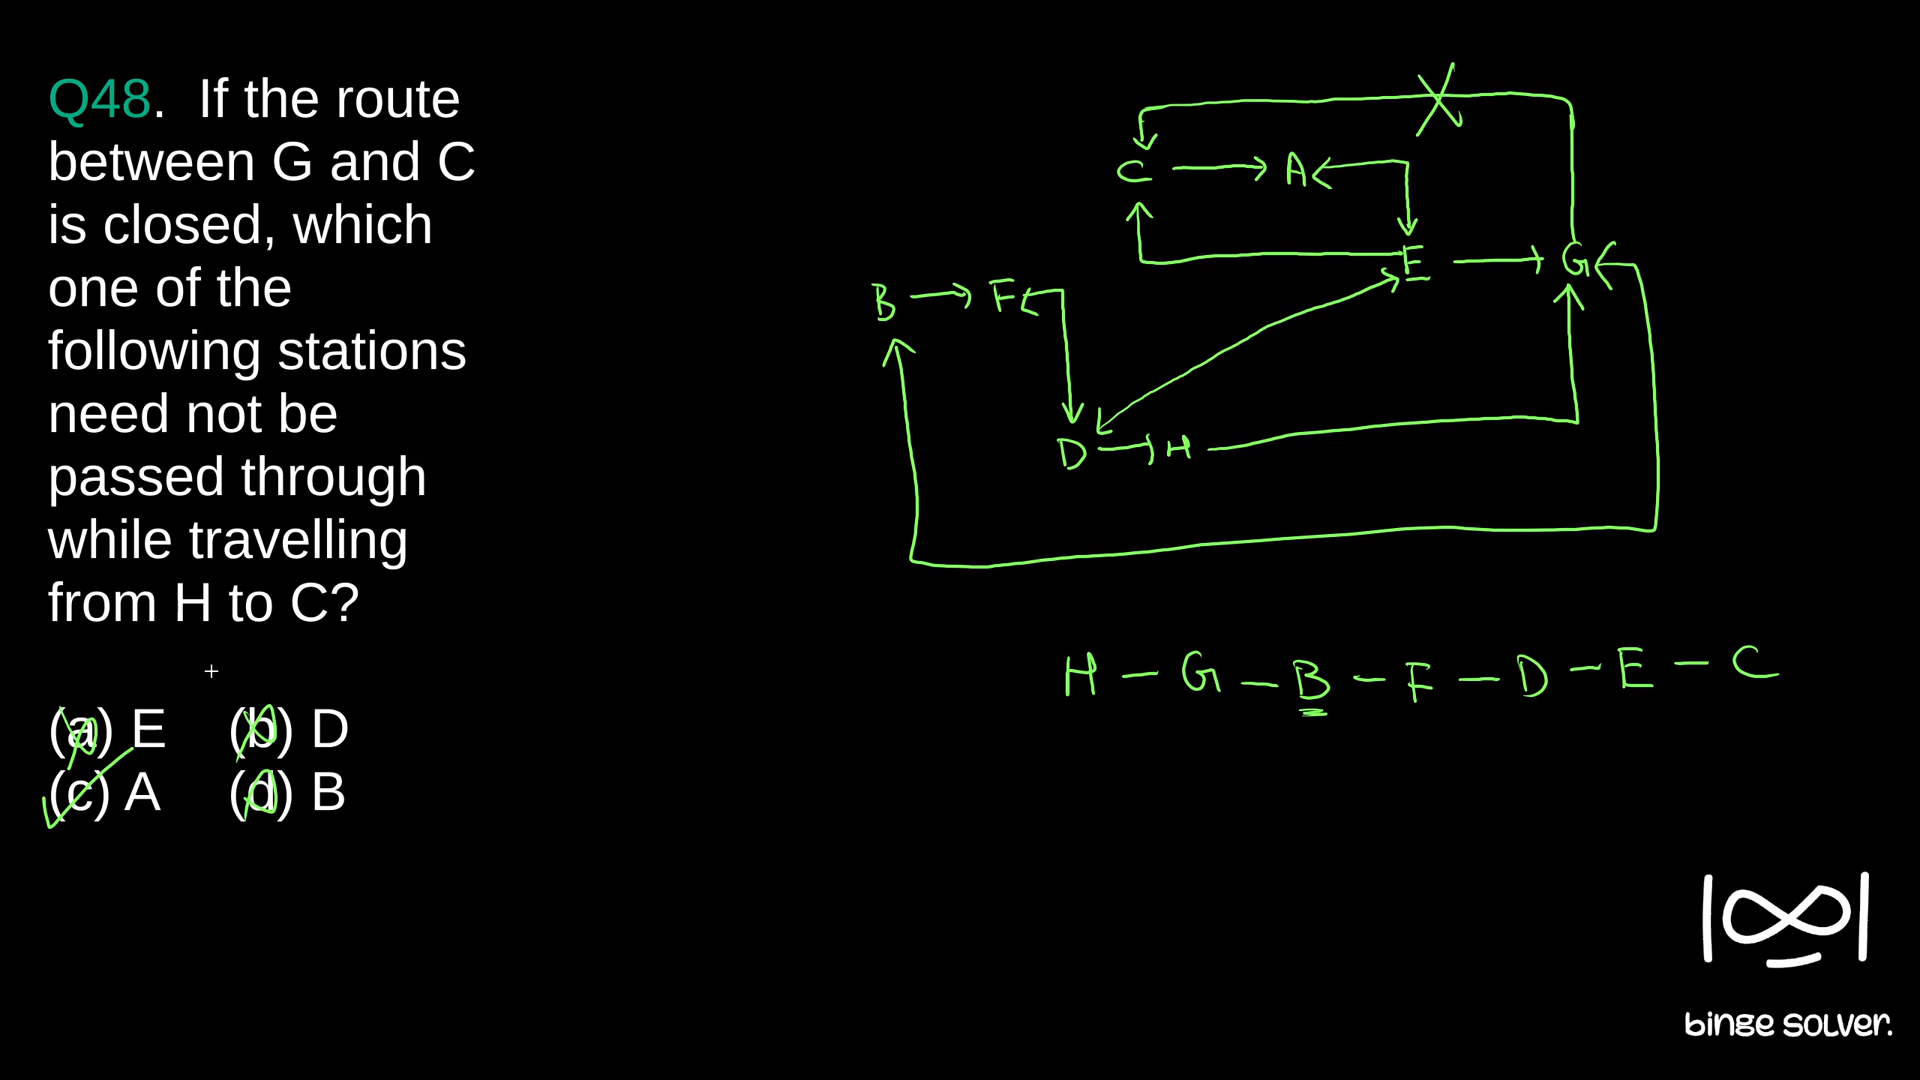 Q48. If the route
between G and C
is closed, which
one of the
following stations
need not be
passed through
while travelling
from H to C?
(a) E (b) D
(c) A (d) B
C A
E G
B F
D H
H - G - B - F - D - E - C
binge solver.